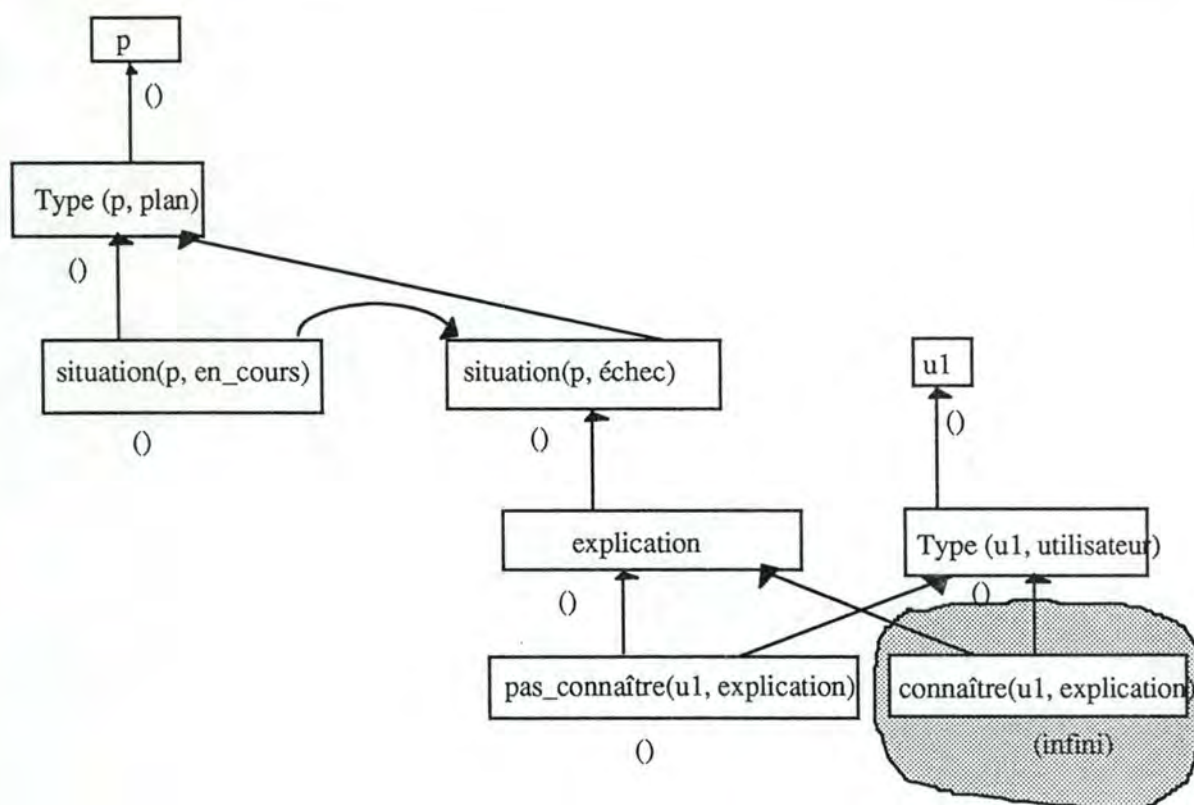 p
()
Type (p, plan)
()
situation(p, en_cours)
()
situation(p, échec)
()
u1
()
explication
()
Type (u1, utilisateur)
()
pas_connaître(u1, explication)
()
connaître(u1, explication)
(infini)